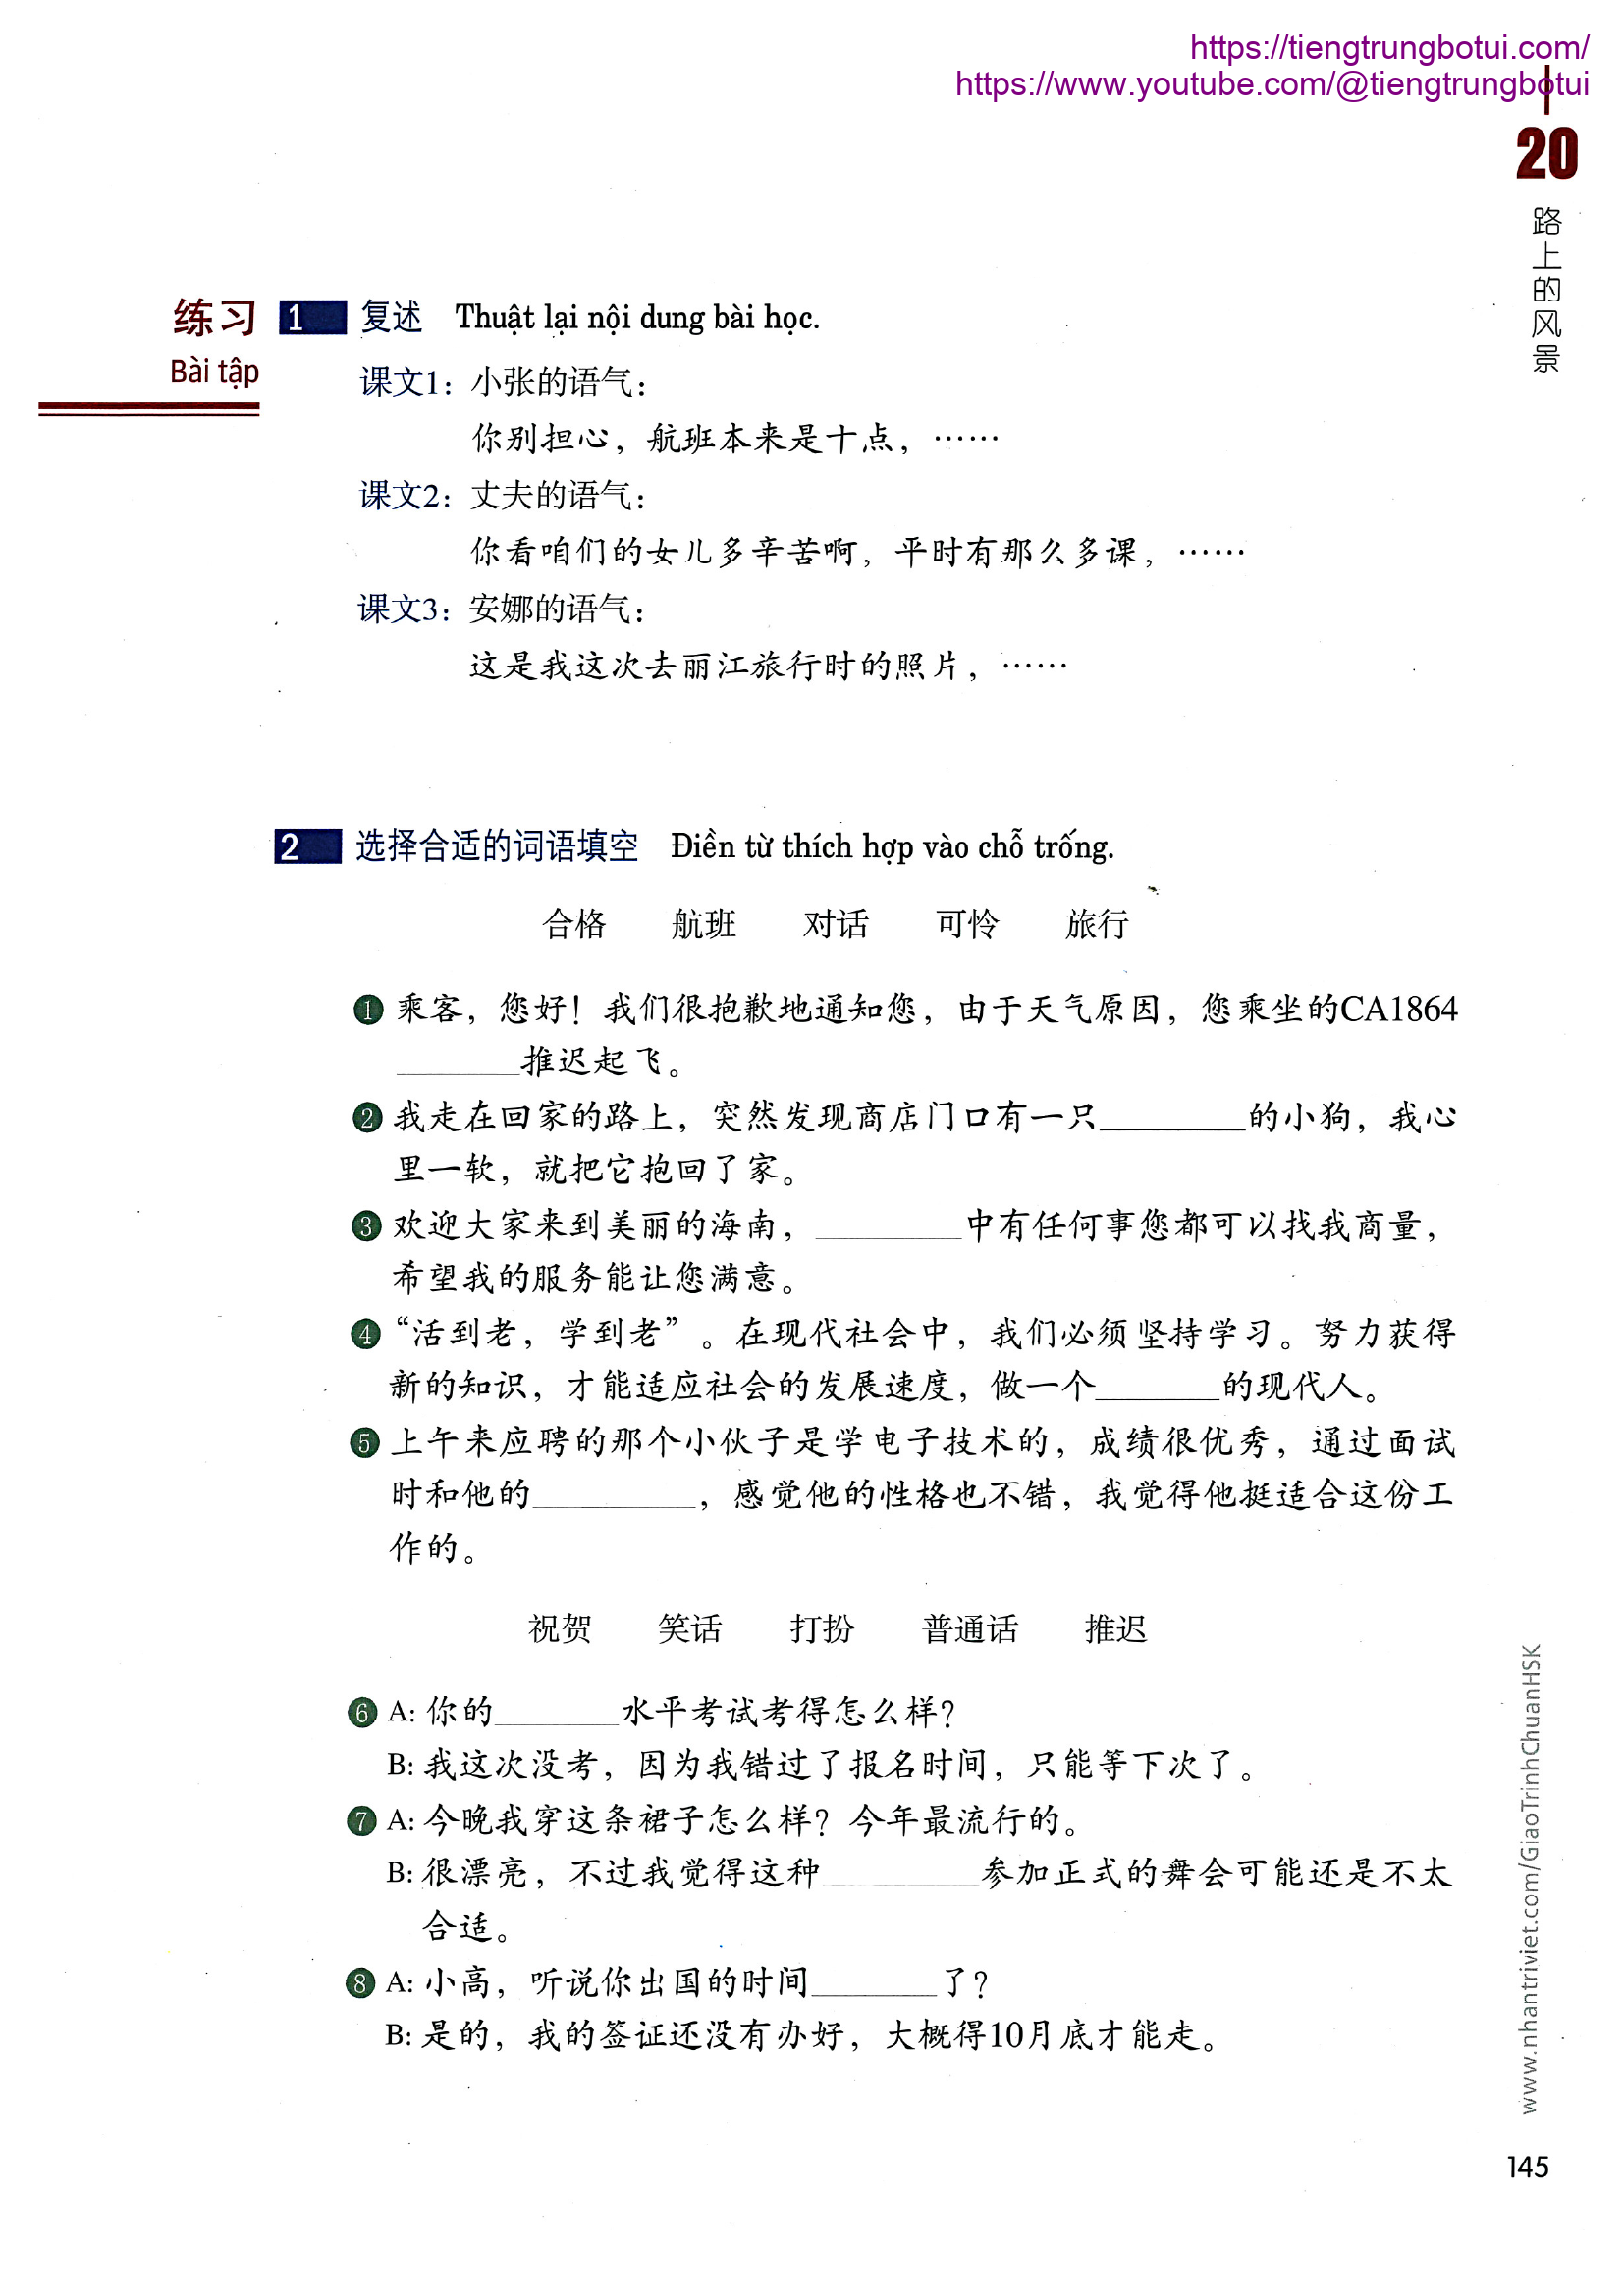 https://tiengtrungbotui.com/
https://www.youtube.com/@tiengtrungbotui
20
路上的风景
练习
Bài tập
1 复述 Thuật lại nội dung bài học.
课文1：小张的语气：
你别担心，航班本来是十点，……
课文2：丈夫的语气：
你看咱们的女儿多辛苦啊，平时有那么多课，……
课文3：安娜的语气：
这是我这次去丽江旅行时的照片，……
2 选择合适的词语填空 Điền từ thích hợp vào chỗ trống.
合格 航班 对话 可怜 旅行
1 乘客，您好！我们很抱歉地通知您，由于天气原因，您乘坐的CA1864
______推迟起飞。
2 我走在回家的路上，突然发现商店门口有一只______的小狗，我心
里一软，就把它抱回了家。
3 欢迎大家来到美丽的海南，______中有任何事您都可以找我商量，
希望我的服务能让您满意。
4 “活到老，学到老”。在现代社会中，我们必须坚持学习。努力获得
新的知识，才能适应社会的发展速度，做一个______的现代人。
5 上午来应聘的那个小伙子是学电子技术的，成绩很优秀，通过面试
时和他的______，感觉他的性格也不错，我觉得他挺适合这份工
作的。
祝贺 笑话 打扮 普通话 推迟
6 A: 你的______水平考试考得怎么样？
B: 我这次没考，因为我错过了报名时间，只能等下次了。
7 A: 今晚我穿这条裙子怎么样？今年最流行的。
B: 很漂亮，不过我觉得这种______参加正式的舞会可能还是不太
合适。
8 A: 小高，听说你出国的时间______了？
B: 是的，我的签证还没有办好，大概得10月底才能走。
www.nhantriviet.com/GiaoTrinhChuanHSK
145